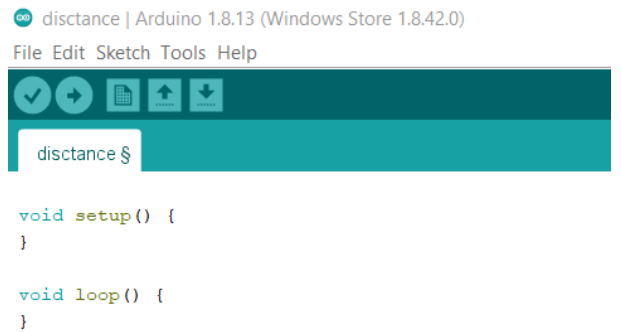 disctance | Arduino 1.8.13 (Windows Store 1.8.42.0)
File Edit Sketch Tools Help
disctance §
void setup() {
}
void loop() {
}